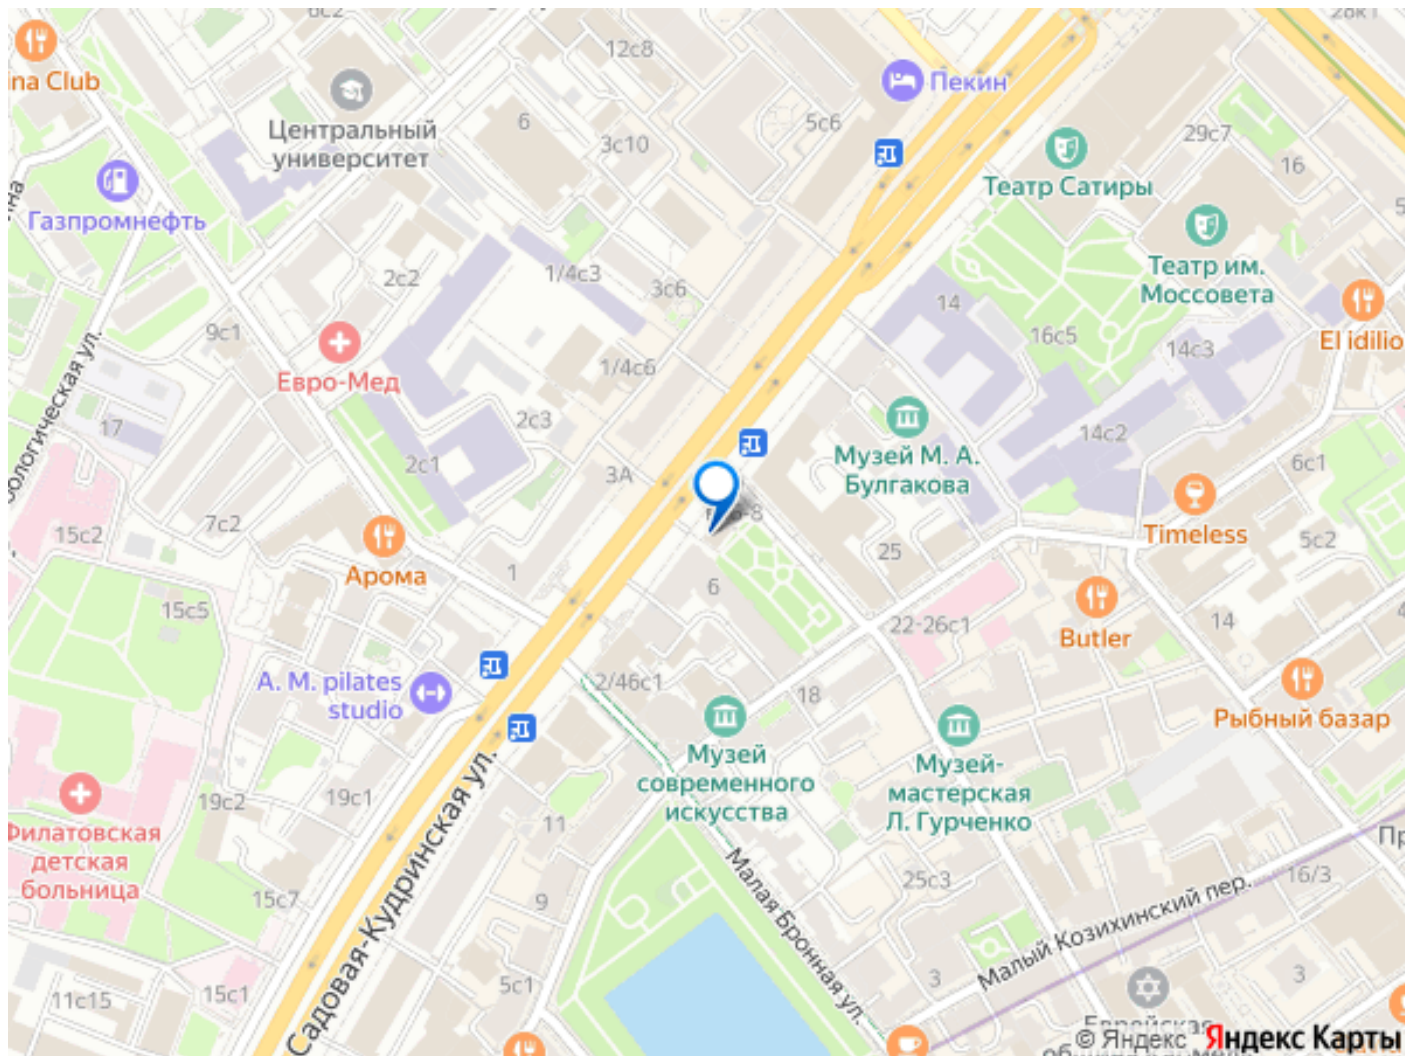 12с8
ina Club
Пекин
Центральный
университет
6
5с6
3с10
29с7
16
Театр Сатиры
Газпромнефть
Театр им.
Моссовета
2с2
1/4с3
3с6
14
9с1
16с5
14с3
El idilio
Евро-Мед
1/4с6
17
2с3
14с2
2с1
3А
Музей М. А.
Булгакова
6с1
7с2
15с2
25
Timeless
5с2
Арома
1
6
15с5
22-26с1
Butler
14
A. M. pilates
studio
2/46с1
18
Рыбный базар
Музей
современного
искусства
Музей-
мастерская
Л. Гурченко
19с2
19с1
11
Филатовская
детская
больница
15с7
9
25с3
16/3
Садовая-Кудринская ул.
Малая Бронная ул.
Малый Козихинский пер.
11с15
15с1
5с1
3
3
© Яндекс Яндекс Карты